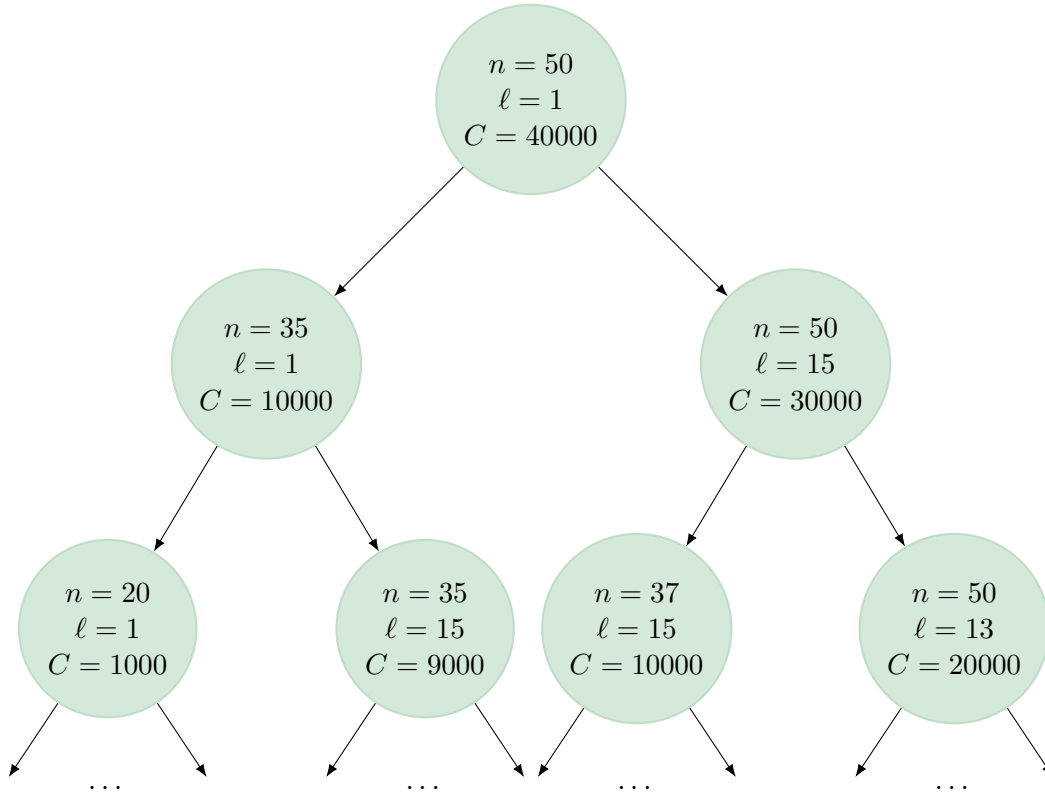 n = 50
ℓ = 1
C = 40000
n = 35
ℓ = 1
C = 10000
n = 50
ℓ = 15
C = 30000
n = 20
ℓ = 1
C = 1000
n = 35
ℓ = 15
C = 9000
n = 37
ℓ = 15
C = 10000
n = 50
ℓ = 13
C = 20000
...
...
...
...